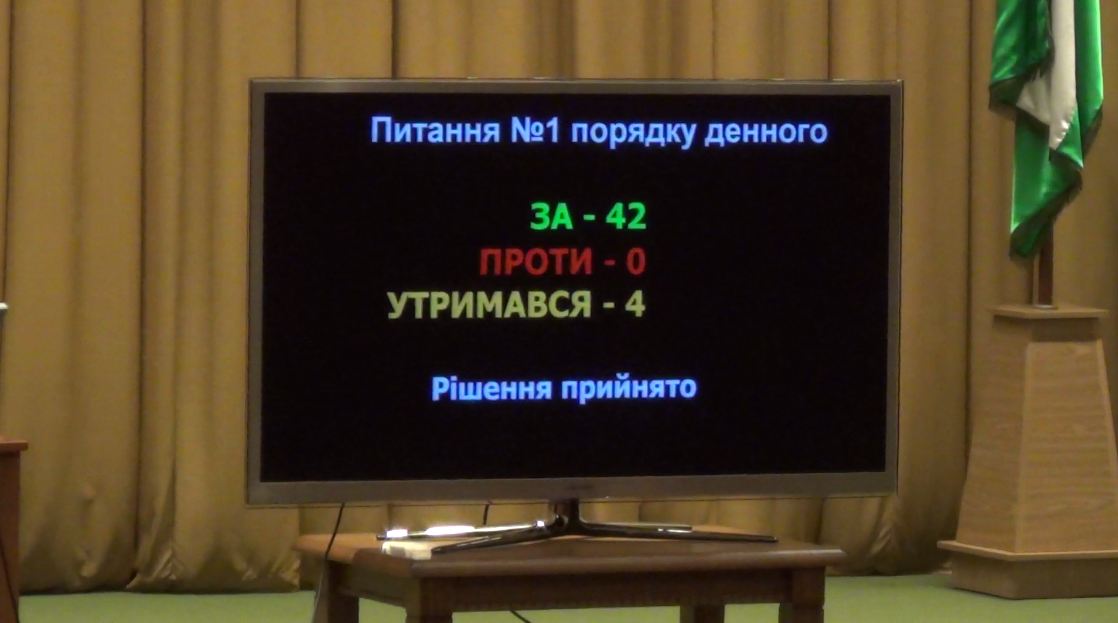 Питання №1 порядку денного
ЗА - 42
ПРОТИ - 0
УТРИМАВСЯ - 4
Рішення прийнято